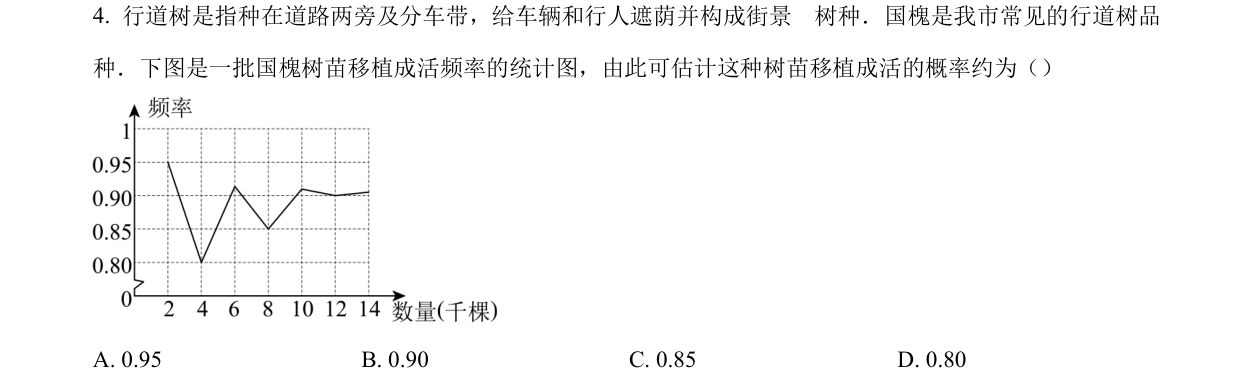 4. 行道树是指种在道路两旁及分车带，给车辆和行人遮荫并构成街景 树种．国槐是我市常见的行道树品
种．下图是一批国槐树苗移植成活频率的统计图，由此可估计这种树苗移植成活的概率约为（）
频率
1
0.95
0.90
0.85
0.80
0
2 4 6 8 10 12 14 数量(千棵)
A. 0.95 B. 0.90 C. 0.85 D. 0.80